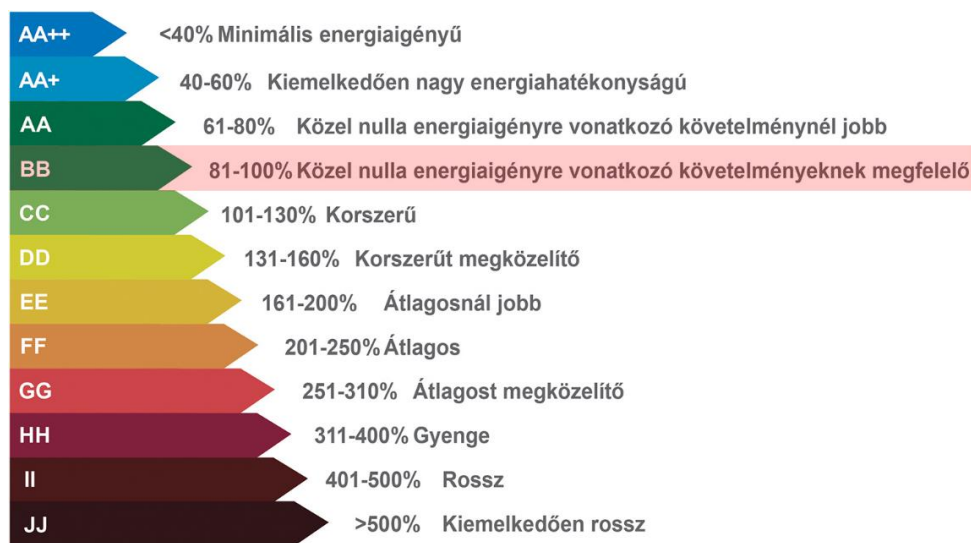 AA++ <40% Minimális energiaigényű
AA+ 40-60% Kiemelkedően nagy energiahatékonyságú
AA 61-80% Közel nulla energiaigényre vonatkozó követelménynél jobb
BB 81-100% Közel nulla energiaigényre vonatkozó követelményeknek megfelelő
CC 101-130% Korszerű
DD 131-160% Korszerűt megközelítő
EE 161-200% Átlagosnál jobb
FF 201-250% Átlagos
GG 251-310% Átlagost megközelítő
HH 311-400% Gyenge
II 401-500% Rossz
JJ >500% Kiemelkedően rossz